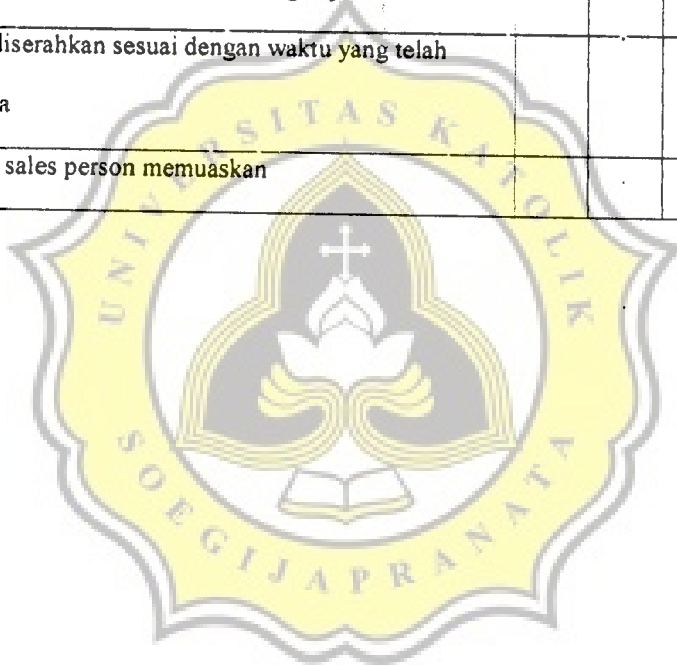 diserahkan sesuai dengan waktu yang telah
a
sales person memuaskan
UNIVERSITAS KATOLIK
SOEGIJAPRANATA